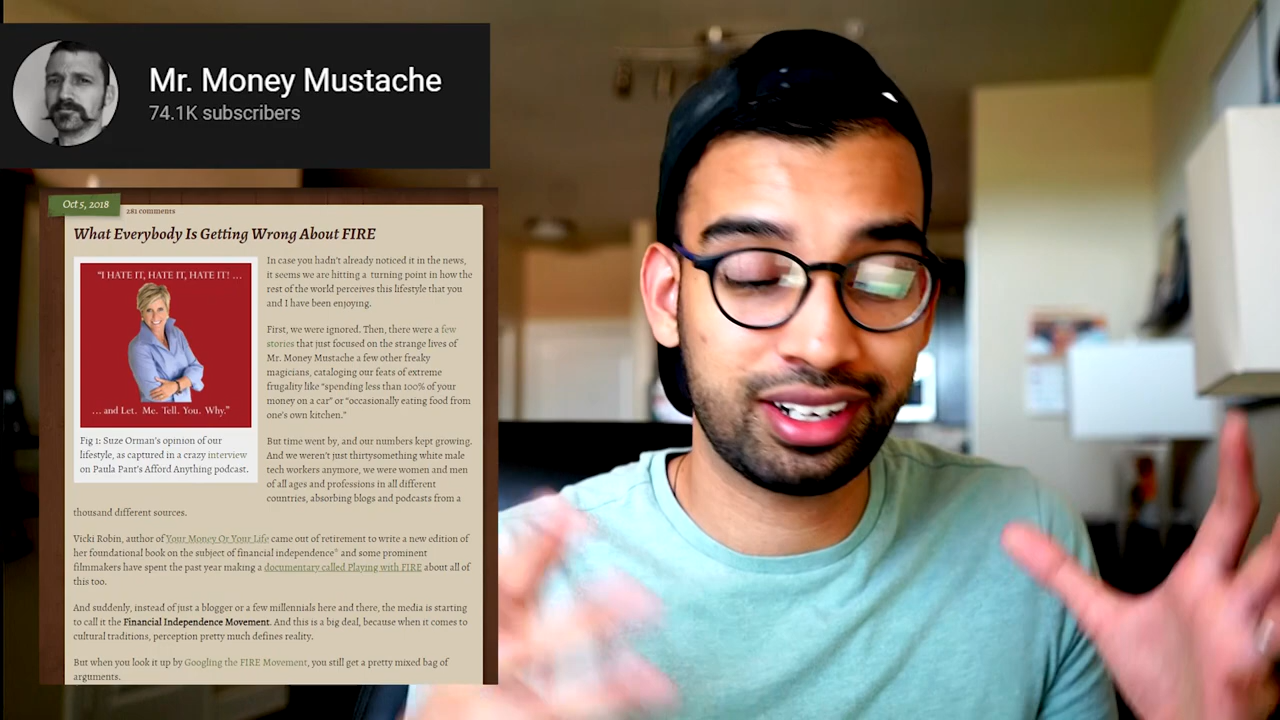 Mr. Money Mustache
74.1K subscribers
Oct 5, 2018
281 comments
What Everybody Is Getting Wrong About FIRE
"I HATE IT, HATE IT, HATE IT! ...
... and Let. Me. Tell. You. Why."
Fig 1: Suze Orman's opinion of our
lifestyle, as captured in a crazy interview
on Paula Pant's Afford Anything podcast.
In case you hadn't already noticed it in the news,
it seems we are hitting a turning point in how the
rest of the world perceives this lifestyle that you
and I have been enjoying.
First, we were ignored. Then, there were a few
stories that just focused on the strange lives of
Mr. Money Mustache a few other freaky
magicians, cataloging our feats of extreme
frugality like "spending less than 100% of your
money on a car" or "occasionally eating food from
one's own kitchen."
But time went by, and our numbers kept growing.
And we weren't just thirtysomething white male
tech workers anymore, we were women and men
of all ages and professions in all different
countries, absorbing blogs and podcasts from a
thousand different sources.
Vicki Robin, author of Your Money Or Your Life came out of retirement to write a new edition of
her foundational book on the subject of financial independence* and some prominent
filmmakers have spent the past year making a documentary called Playing with FIRE about all of
this too.
And suddenly, instead of just a blogger or a few millennials here and there, the media is starting
to call it the Financial Independence Movement. And this is a big deal, because when it comes to
cultural traditions, perception pretty much defines reality.
But when you look it up by Googling the FIRE Movement, you still get a pretty mixed bag of
arguments.